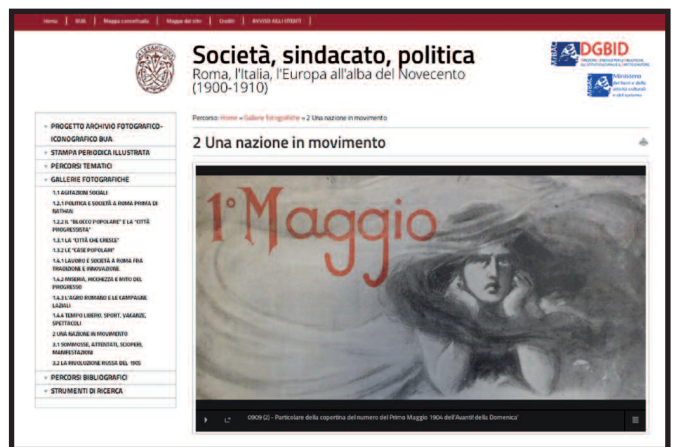 Home | BUA | Mappa concettuale | Mappa del sito | Crediti | AVVISO AGLI UTENTI |
Società, sindacato, politica
Roma, l'Italia, l'Europa all'alba del Novecento
(1900-1910)
DGBID
MiBAC
Ministero
dei beni e delle
attività culturali
e del turismo
Percorso: Home » Gallerie fotografiche » 2 Una nazione in movimento
2 Una nazione in movimento
PROGETTO ARCHIVIO FOTOGRAFICO-
ICONOGRAFICO BUA
STAMPA PERIODICA ILLUSTRATA
PERCORSI TEMATICI
GALLERIE FOTOGRAFICHE
1.1 AGITAZIONI SOCIALI
1.2.1 POLITICA E SOCIETÀ A ROMA PRIMA DI
NATHAN
1.2.2 IL "BLOCCO POPOLARE" E LA "CITTÀ
PROGRESSISTA"
1.3.1 LA "CITTÀ CHE CRESCE"
1.3.2 LE "CASE POPOLARI"
1.4.1 LAVORO E SOCIETÀ A ROMA FRA
TRADIZIONE E INNOVAZIONE
1.4.2 MISERIA, RICCHEZZA E MITO DEL
PROGRESSO
1.4.3 L'AGRO ROMANO E LE CAMPAGNE
LAZIALI
1.4.4 TEMPO LIBERO: SPORT, VACANZE,
SPETTACOLI
2 UNA NAZIONE IN MOVIMENTO
3.1 SOMMOSSE, ATTENTATI, SCIOPERI,
MANIFESTAZIONI
3.2 LA RIVOLUZIONE RUSSA DEL 1905
PERCORSI BIBLIOGRAFICI
STRUMENTI DI RICERCA
1º Maggio
0909 (2) - Particolare della copertina del numero del Primo Maggio 1904 dell'Avanti! della Domenica'